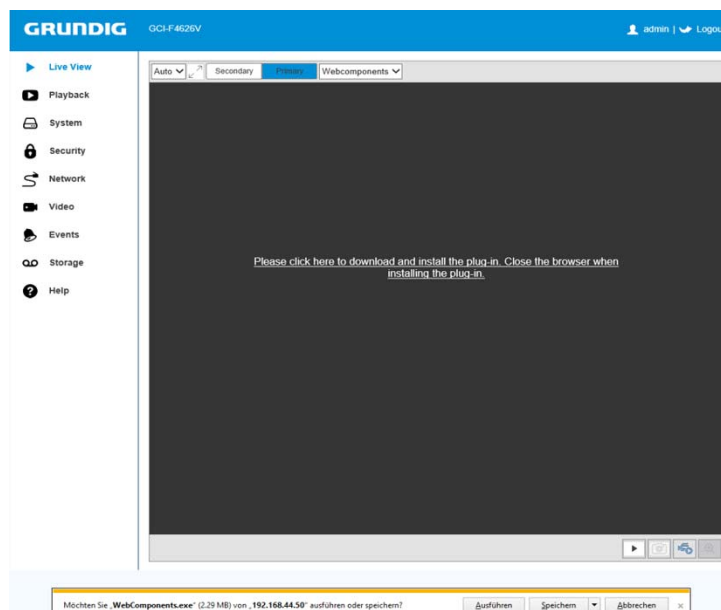 GRUNDIG
GCI-F4626V
admin | Logou
Live View
Playback
System
Security
Network
Video
Events
Storage
Help
Auto
Secondary
Primary
Webcomponents
Please click here to download and install the plug-in. Close the browser when
installing the plug-in.
Möchten Sie „WebComponents.exe“ (2.29 MB) von „192.168.44.50“ ausführen oder speichern?
Ausführen
Speichern
Abbrechen